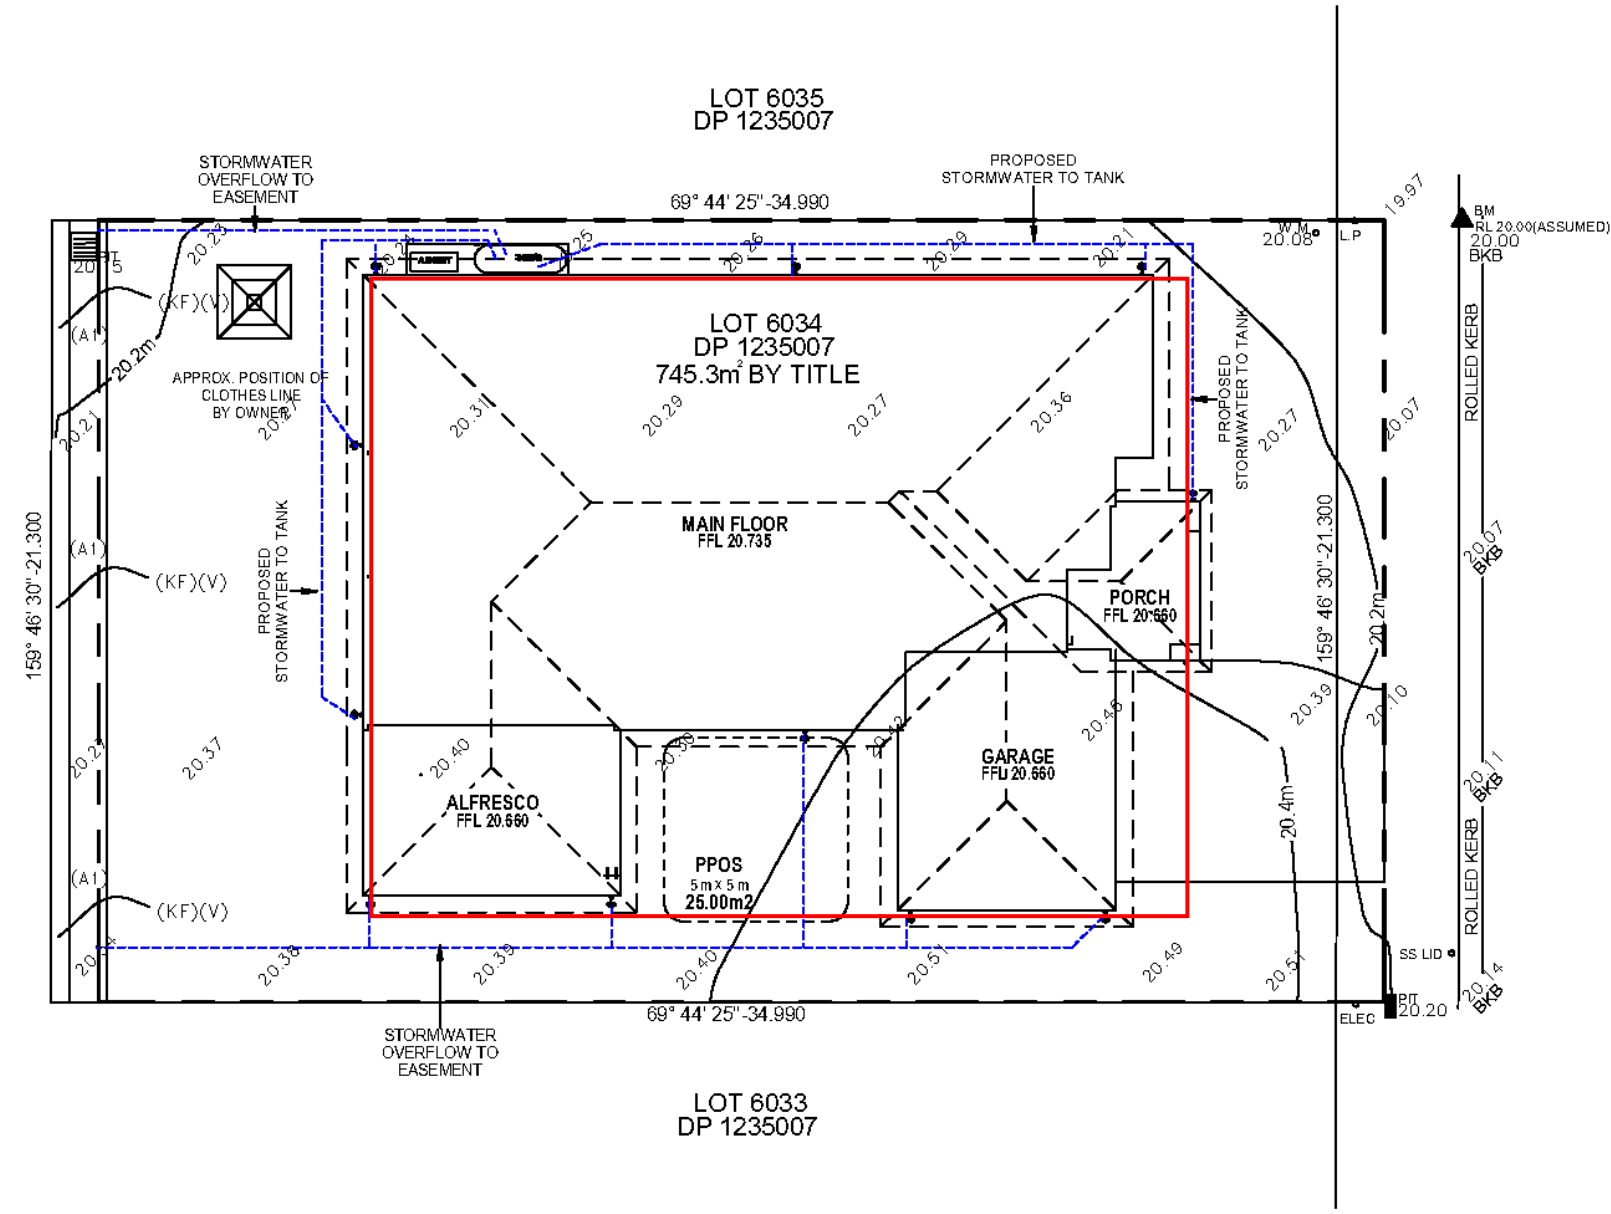 LOT 6035
DP 1235007
STORMWATER
OVERFLOW TO
EASEMENT
PROPOSED
STORMWATER TO TANK
69° 44' 25"-34.990
19.97
BM
RL 20.00(ASSUMED)
20.00
BKB
W.M
20.08
L.P
20.23
20.24
20.25
20.26
20.29
20.21
PIT
(KF)(V)
(A1)
20.2m
LOT 6034
DP 1235007
745.3m² BY TITLE
APPROX. POSITION OF
CLOTHES LINE
BY OWNER
20.21
20.27
20.31
20.29
20.27
20.36
PROPOSED
STORMWATER TO TANK
20.27
20.07
ROLLED KERB
159° 46' 30"-21.300
PROPOSED
STORMWATER TO TANK
MAIN FLOOR
FFL 20.735
159° 46' 30"-21.300
20.07
BKB
(A1)
(KF)(V)
PORCH
FFL 20.660
20.2m
20.39
20.10
20.37
20.40
20.42
20.46
GARAGE
FFL 20.660
20.11
BKB
ALFRESCO
FFL 20.660
20.4m
ROLLED KERB
PPOS
5 m x 5 m
25.00m2
(A1)
(KF)(V)
20.38
20.39
20.40
20.51
20.49
20.51
SS LID
20.14
BKB
PIT
20.20
ELEC
69° 44' 25"-34.990
STORMWATER
OVERFLOW TO
EASEMENT
LOT 6033
DP 1235007